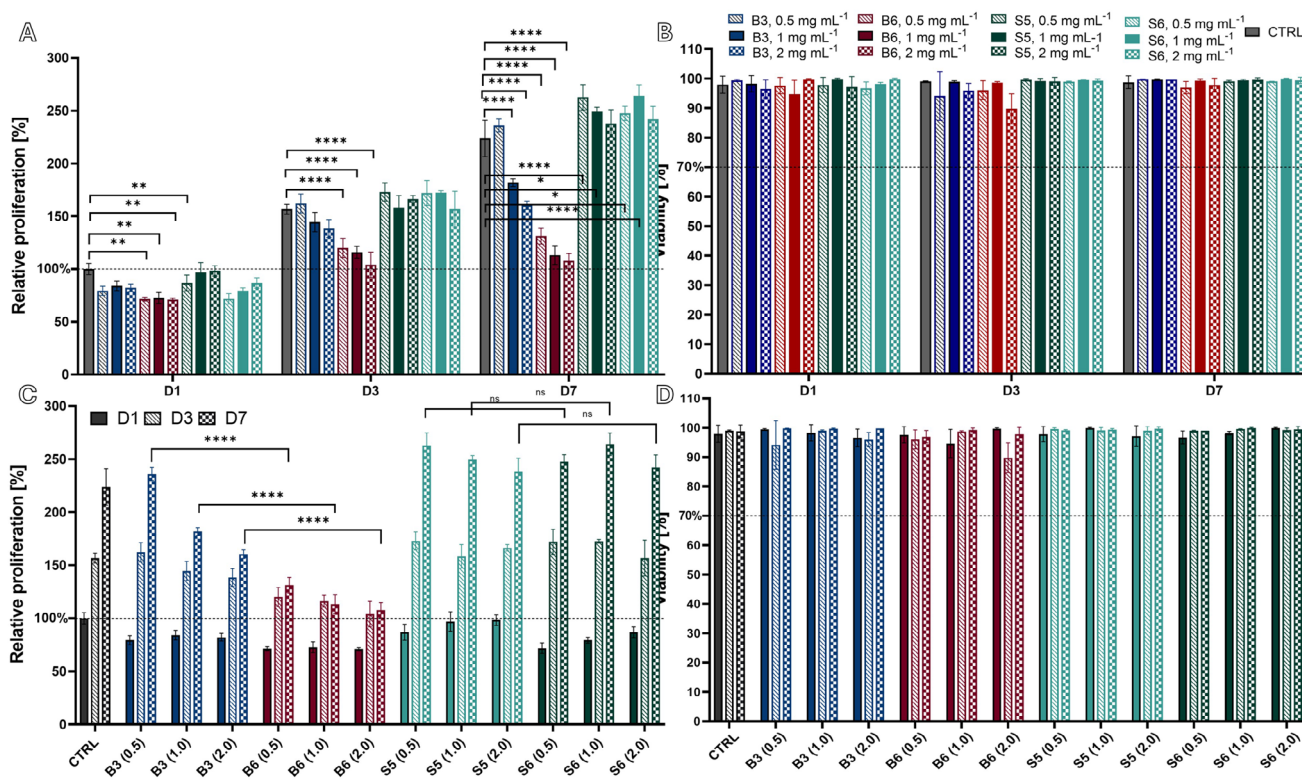 A
Relative proliferation [%]
300
250
200
150
100%
50
0
**
**
**
**
****
****
****
****
****
****
****
****
****
*
*
****
D1
D3
D7
B
B3, 0.5 mg mL⁻¹
B3, 1 mg mL⁻¹
B3, 2 mg mL⁻¹
B6, 0.5 mg mL⁻¹
B6, 1 mg mL⁻¹
B6, 2 mg mL⁻¹
S5, 0.5 mg mL⁻¹
S5, 1 mg mL⁻¹
S5, 2 mg mL⁻¹
S6, 0.5 mg mL⁻¹
S6, 1 mg mL⁻¹
S6, 2 mg mL⁻¹
CTRL
[%]
110
100
90
80
70%
60
50
40
30
20
10
0
D1
D3
D7
C
D1
D3
D7
Relative proliferation [%]
300
250
200
150
100%
50
0
****
****
****
ns
ns
CTRL
B3 (0.5)
B3 (1.0)
B3 (2.0)
B6 (0.5)
B6 (1.0)
B6 (2.0)
S5 (0.5)
S5 (1.0)
S5 (2.0)
S6 (0.5)
S6 (1.0)
S6 (2.0)
D
[%]
110
100
90
80
70%
60
50
40
30
20
10
0
CTRL
B3 (0.5)
B3 (1.0)
B3 (2.0)
B6 (0.5)
B6 (1.0)
B6 (2.0)
S5 (0.5)
S5 (1.0)
S5 (2.0)
S6 (0.5)
S6 (1.0)
S6 (2.0)